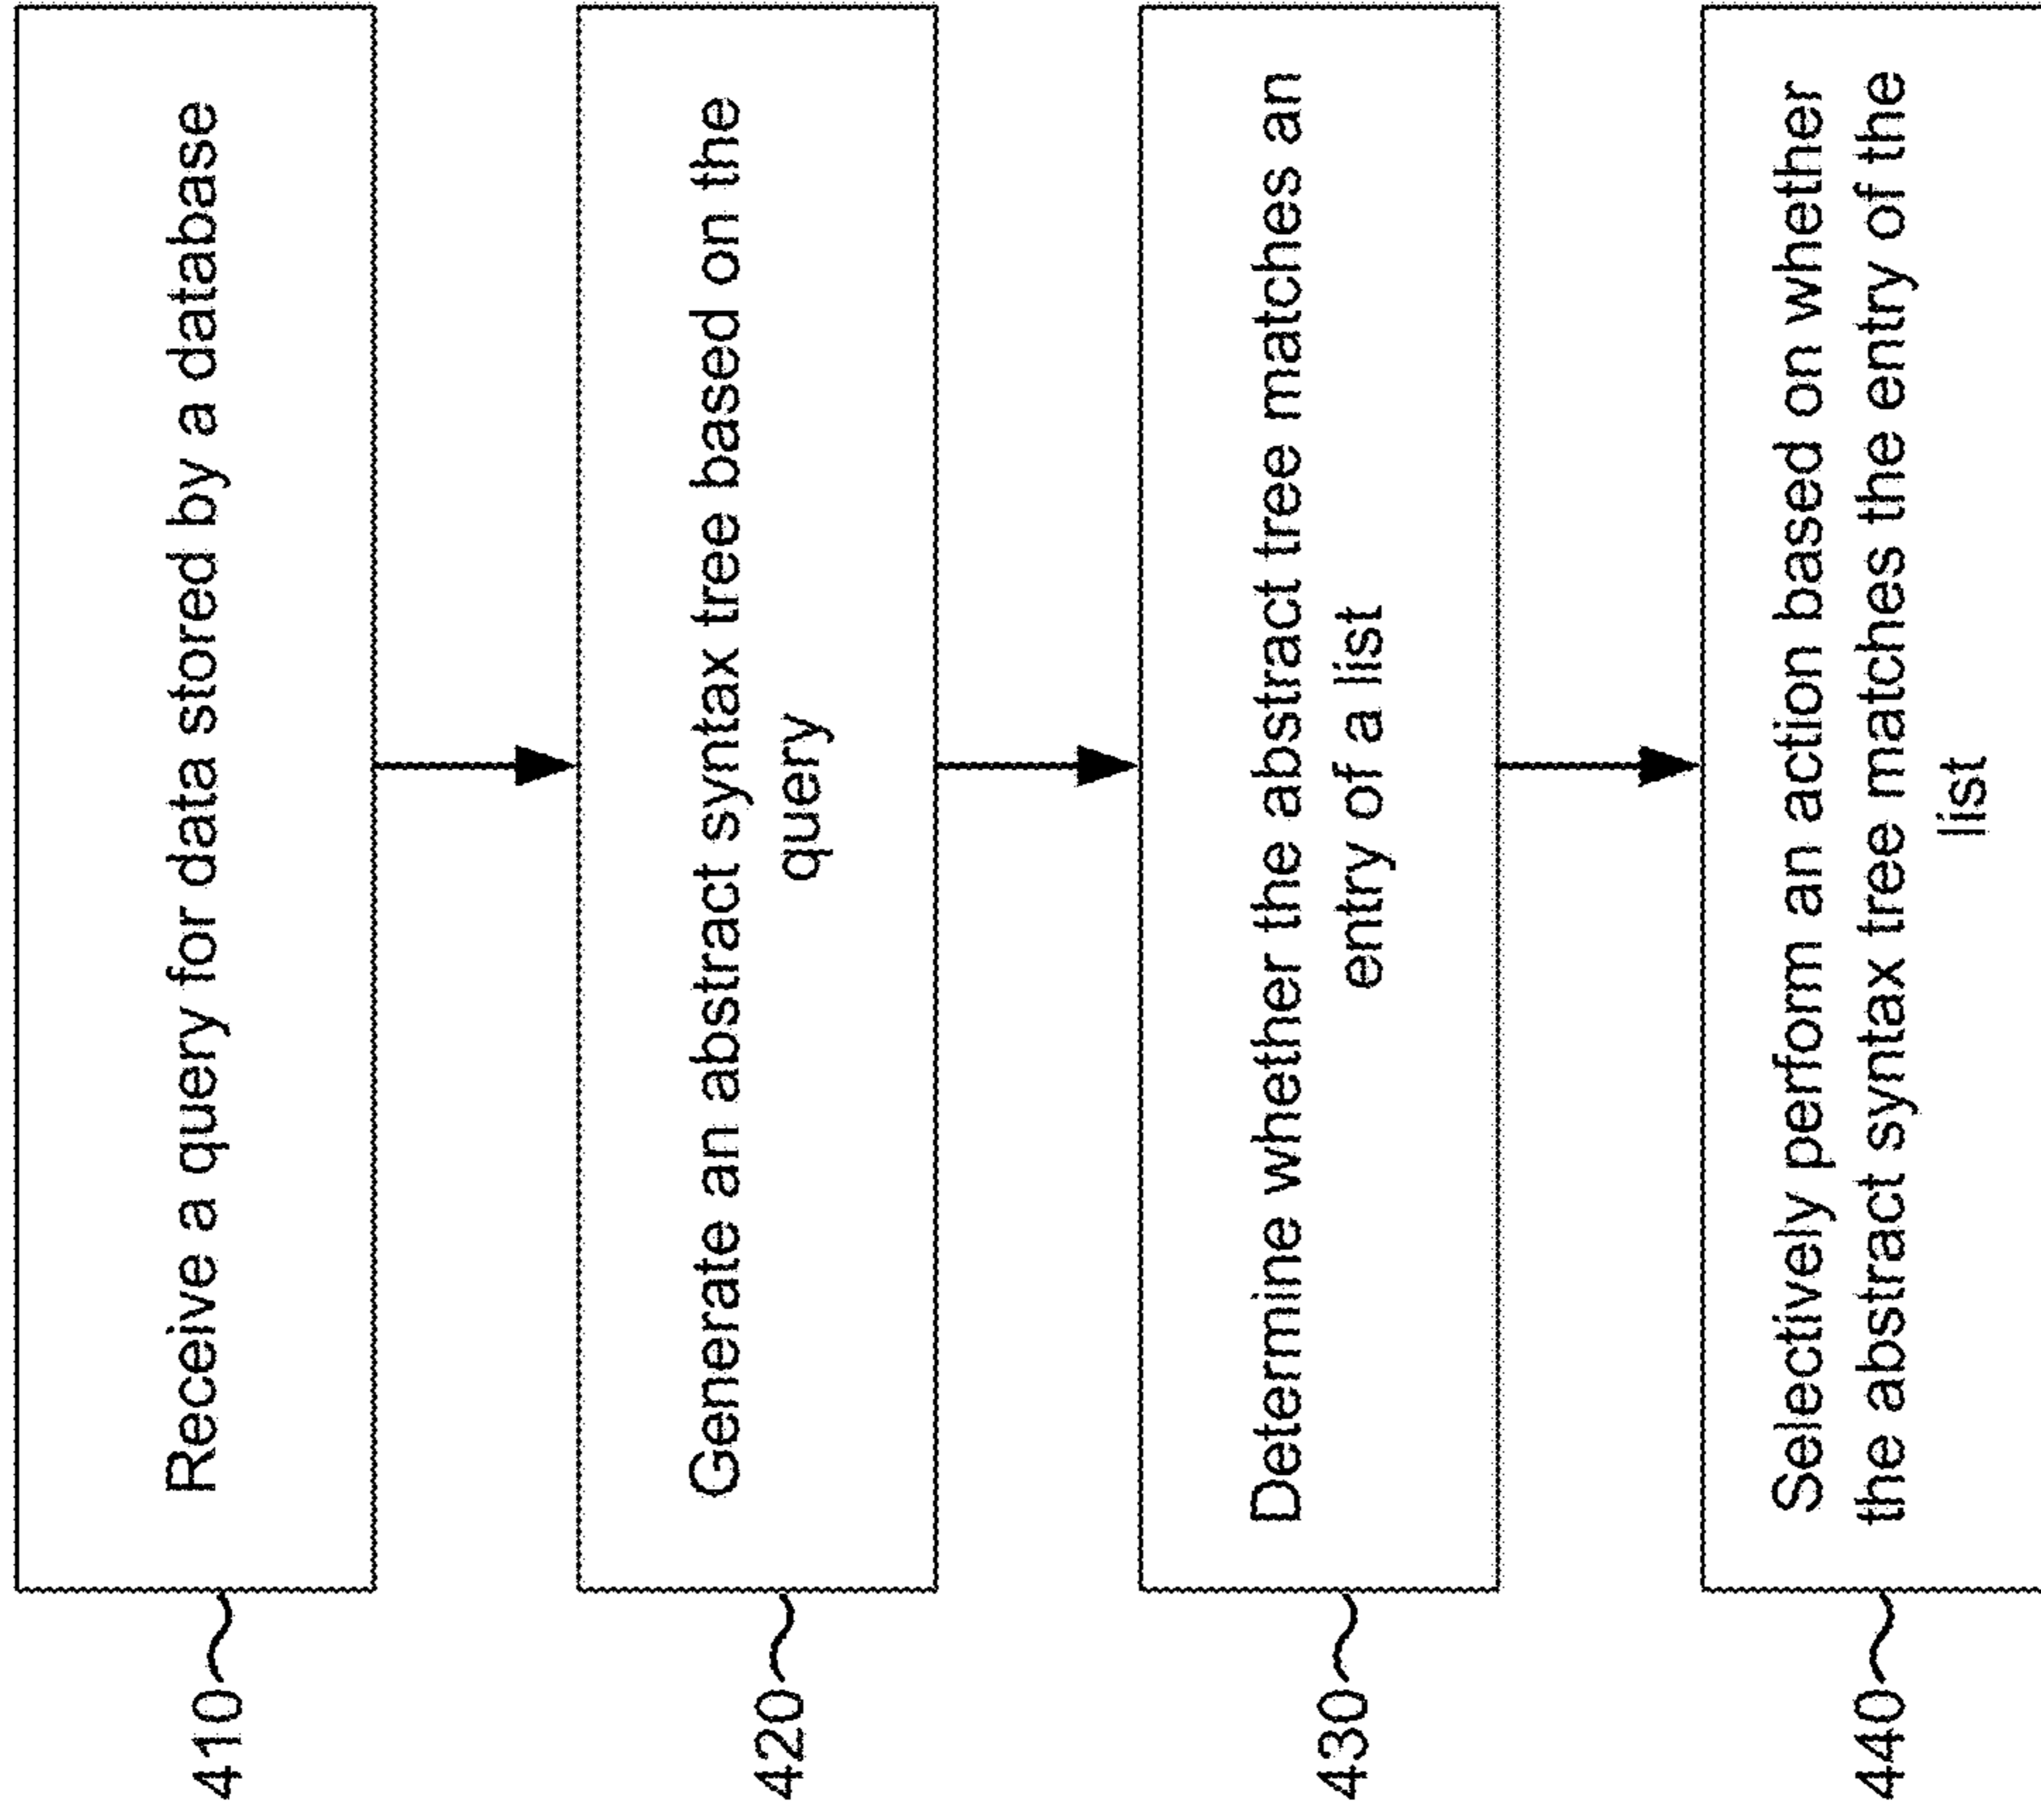 410
Receive a query for data stored by a database
420
Generate an abstract syntax tree based on the
query
430
Determine whether the abstract tree matches an
entry of a list
440
Selectively perform an action based on whether
the abstract syntax tree matches the entry of the
list